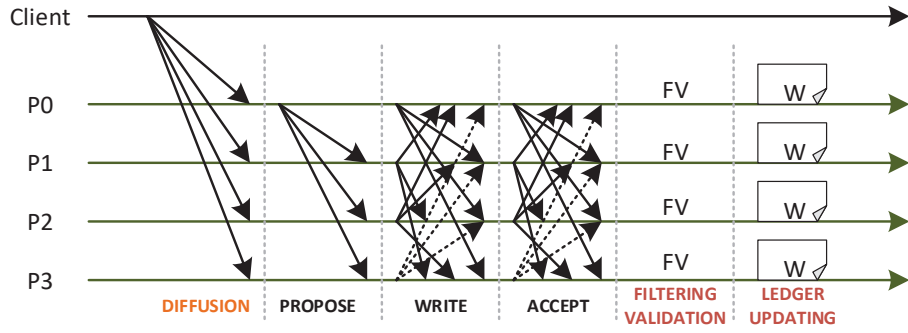 Client
P0 FV W
P1 FV W
P2 FV W
P3 FV W
DIFFUSION PROPOSE WRITE ACCEPT FILTERING VALIDATION LEDGER UPDATING